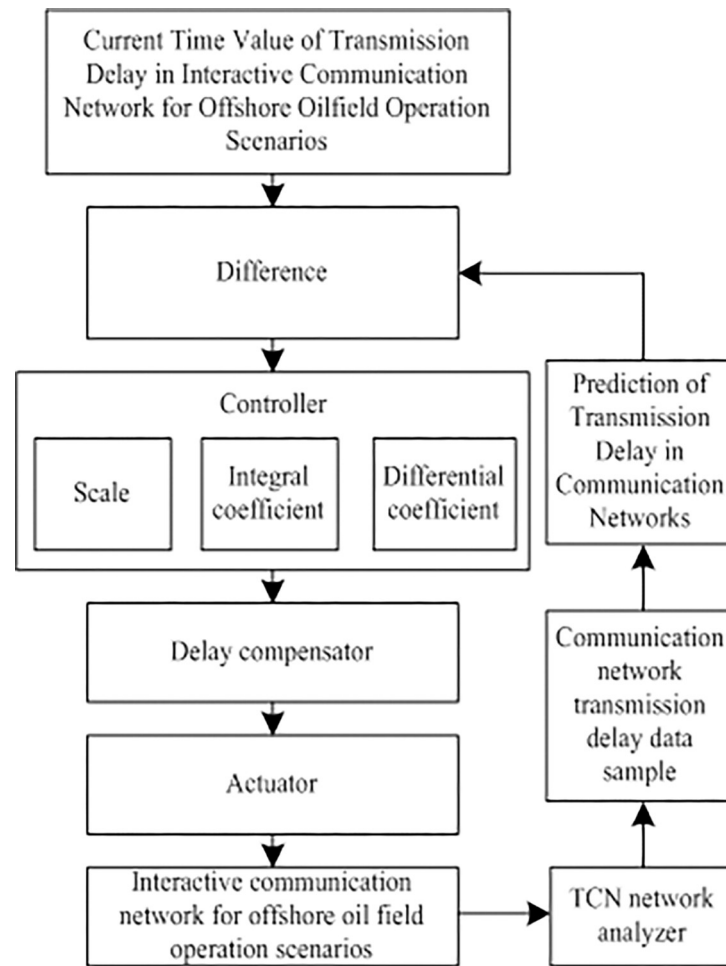 Current Time Value of Transmission
Delay in Interactive Communication
Network for Offshore Oilfield Operation
Scenarios
Difference
Controller
Scale
Integral
coefficient
Differential
coefficient
Delay compensator
Actuator
Interactive communication
network for offshore oil field
operation scenarios
Prediction of
Transmission
Delay in
Communication
Networks
Communication
network
transmission
delay data
sample
TCN network
analyzer